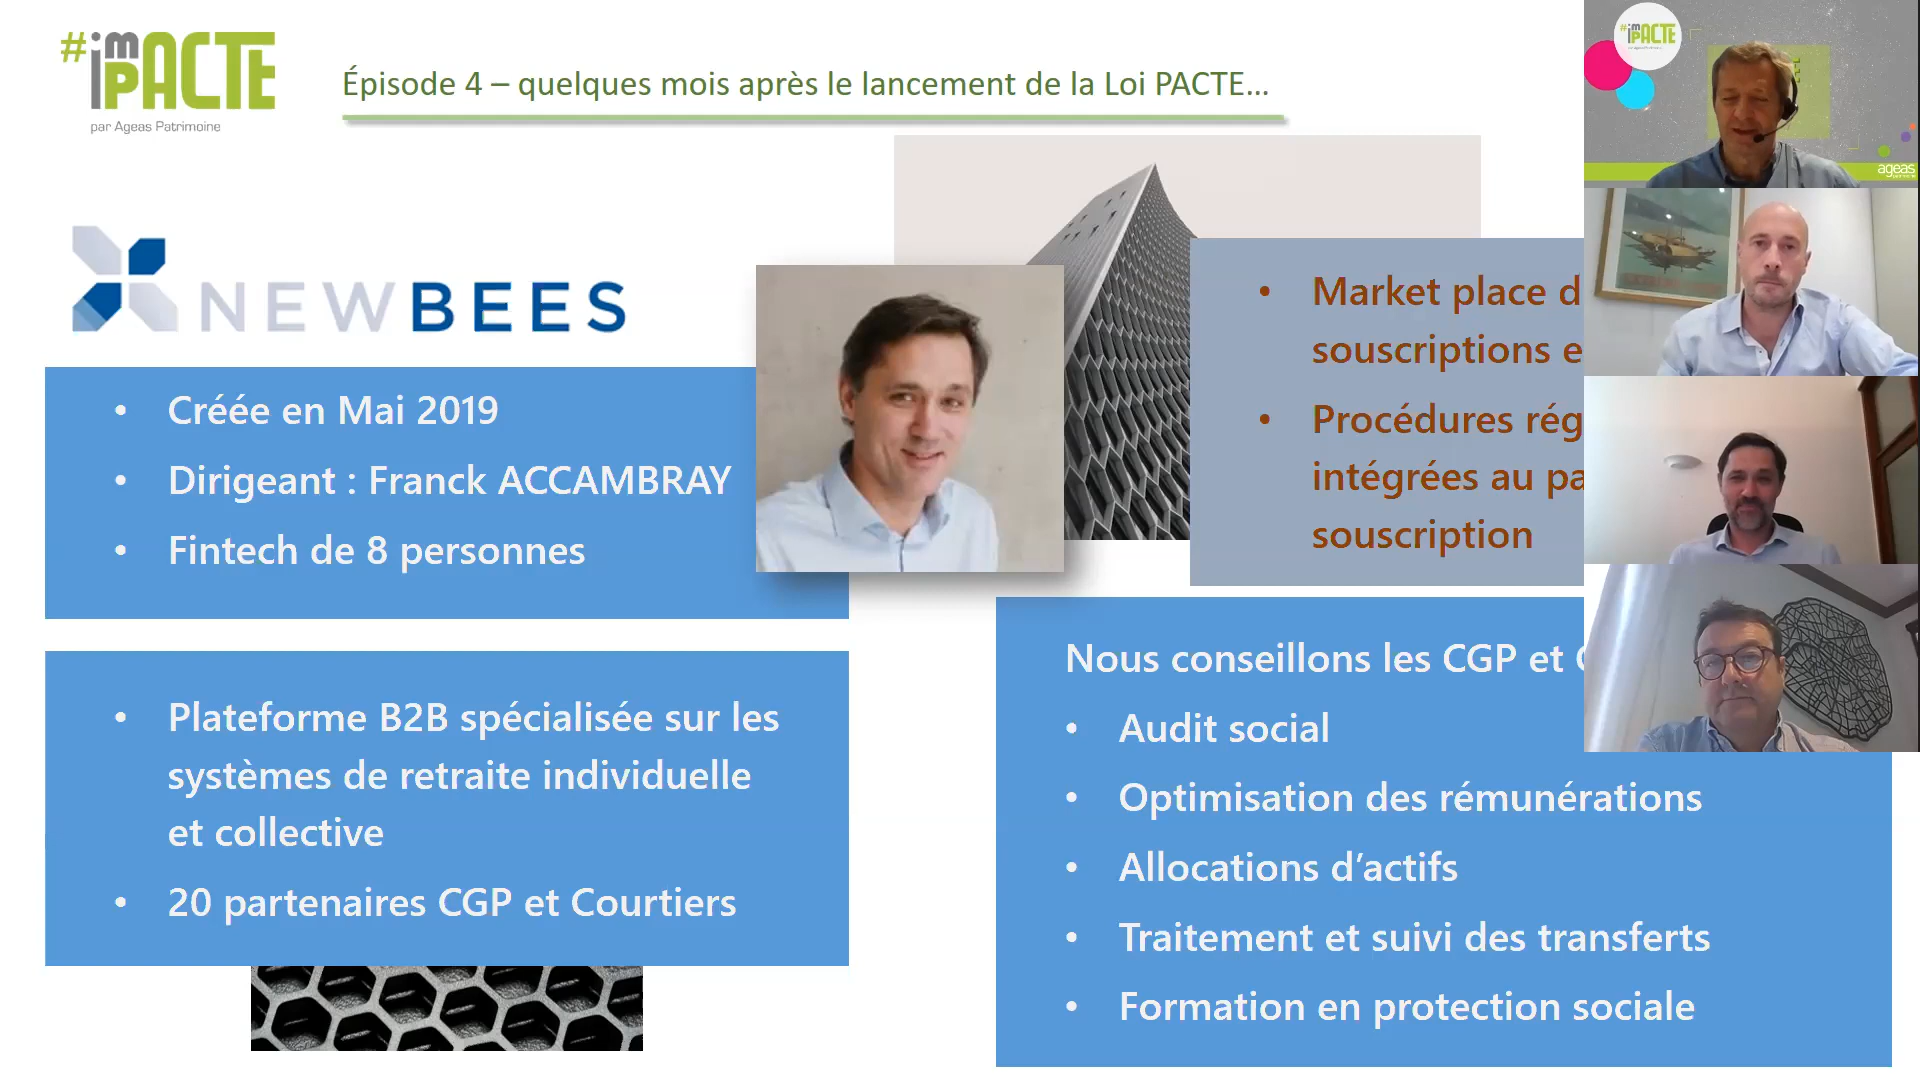 #imPACTE
par Ageas Patrimoine
Épisode 4 – quelques mois après le lancement de la Loi PACTE...
NEWBEES
• Créée en Mai 2019
• Dirigeant : Franck ACCAMBRAY
• Fintech de 8 personnes
• Plateforme B2B spécialisée sur les
systèmes de retraite individuelle
et collective
• 20 partenaires CGP et Courtiers
• Market place
souscriptions
• Procédures
intégrées au
souscription
Nous conseillons les CGP et
• Audit social
• Optimisation des rémunérations
• Allocations d’actifs
• Traitement et suivi des transferts
• Formation en protection sociale
#imPACTE
ageas